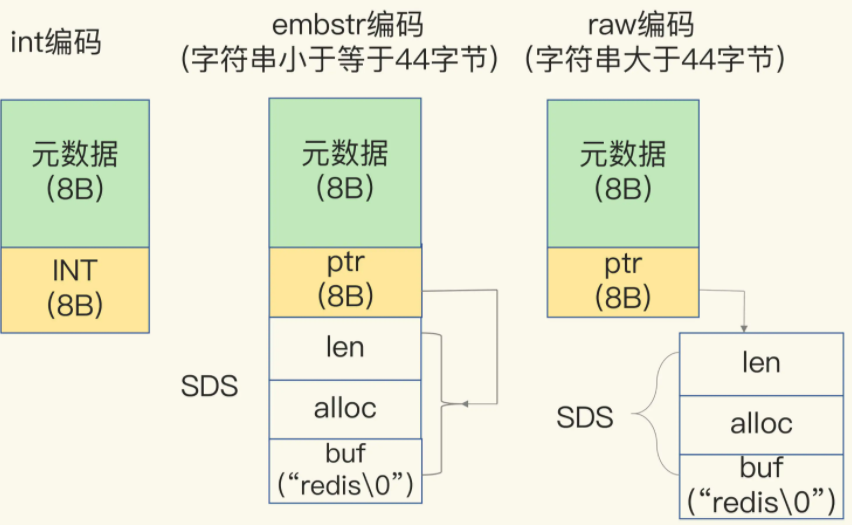 int编码
embstr编码
(字符串小于等于44字节)
raw编码
(字符串大于44字节)
元数据
(8B)
INT
(8B)
元数据
(8B)
ptr
(8B)
SDS
len
alloc
buf
(“redis\0”)
元数据
(8B)
ptr
(8B)
SDS
len
alloc
buf
(“redis\0”)